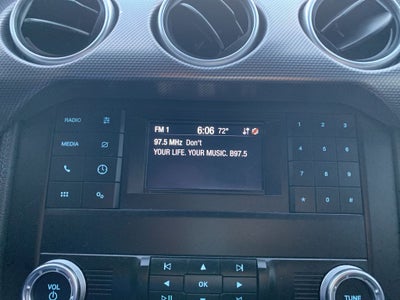 RADIO
MEDIA
FM 1 6:06 72°
97.5 MHz Don't
YOUR LIFE. YOUR MUSIC. B97.5
1 2 3
4 5 6
7 8 9
* 0 #
OK
VOL
TUNE